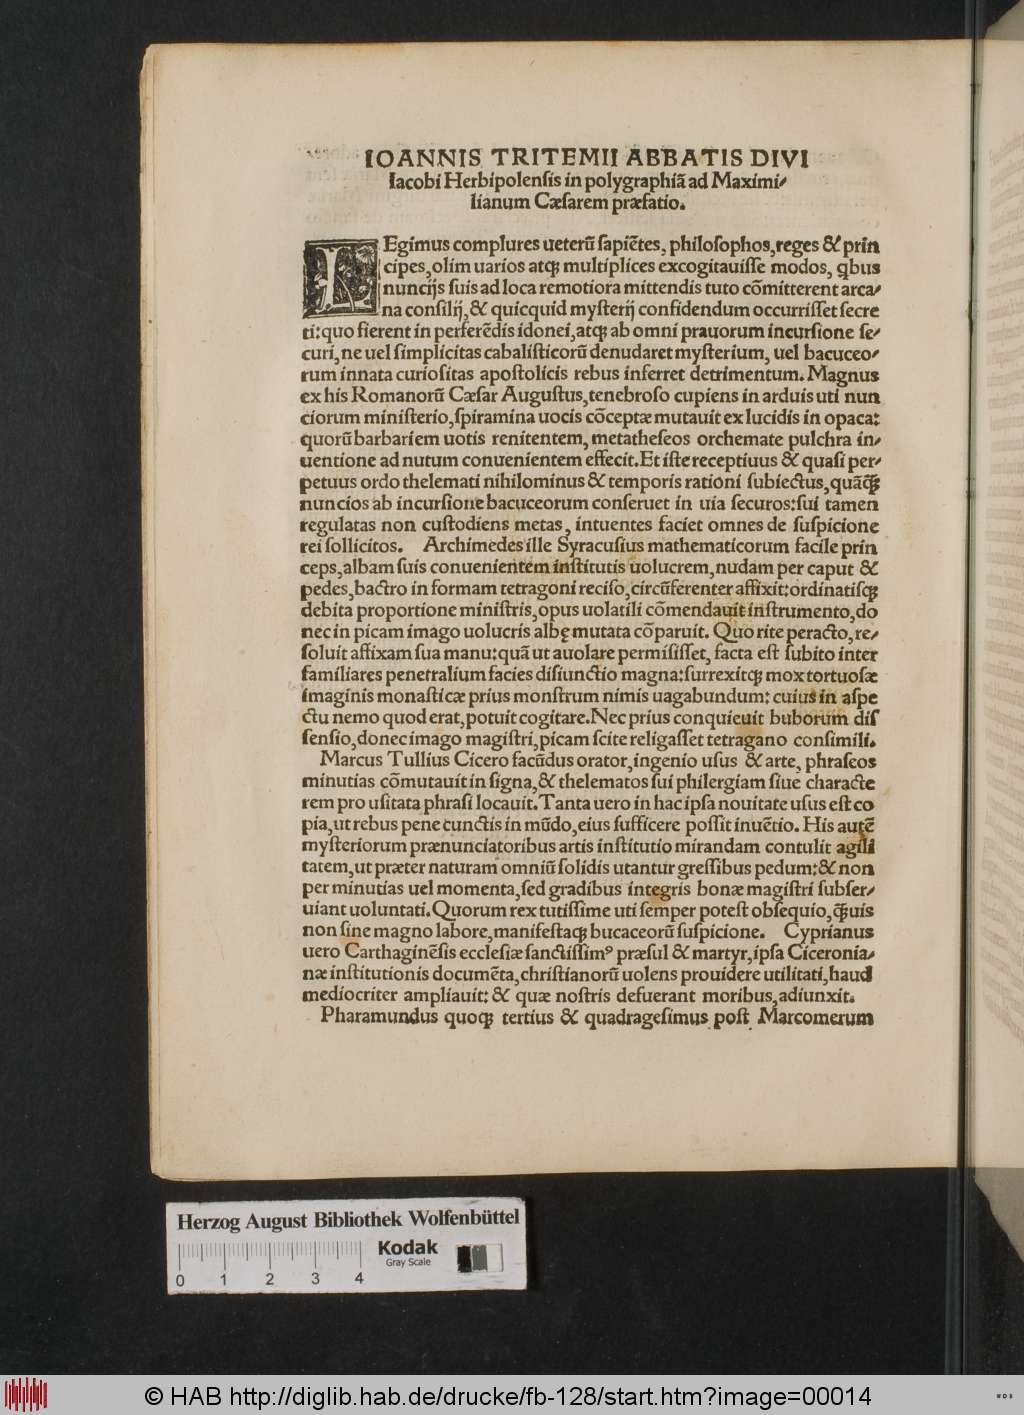 IOANNIS TRITEMII ABBATIS DIVI
Iacobi Herbipolenſis in polygraphiã ad Maximi⸗
lianum Cæſarem præfatio.
LEgimus complures ueterũ ſapiẽtes, philoſophos, reges & prin
cipes, olim uarios atqꝫ multiplices excogitauiſſe modos, qbus
nuncijs ſuis ad loca remotiora mittendis tuto cõmitterent arca⸗
na conſilij, & quicquid myſterij confidendum occurriſſet ſecre
ti: quo fierent in perferẽdis idonei, atqꝫ ab omni prauorum incurſione ſe⸗
curi, ne uel ſimplicitas cabaliſticorũ denudaret myſterium, uel bacuceo⸗
rum innata curioſitas apoſtolicis rebus inferret detrimentum. Magnus
ex his Romanorũ Cæſar Auguſtus, tenebroſo cupiens in arduis uti nun
ciorum miniſterio, ſpiramina uocis cõceptæ mutauit ex lucidis in opaca:
quorũ barbariem uotis renitentem, metatheſeos orchemate pulchra in⸗
uentione ad nutum conuenientem effecit. Et iſte receptiuus & quaſi per⸗
petuus ordo thelemati nihilominus & temporis rationi ſubiectus, quãqꝫ
nuncios ab incurſione bacuceorum conſeruet in uia ſecuros: ſui tamen
regulatas non cuſtodiens metas, intuentes faciet omnes de ſuſpicione
rei ſollicitos. Archimedes ille Syracuſius mathematicorum facile prin
ceps, albam ſuis conuenientem inſtitutis uolucrem, nudam per caput &
pedes, bactro in formam tetragoni reciſo, circũferenter affixit: ordinatiſqꝫ
debita proportione miniſtris, opus uolatili cõmendauit inſtrumento, do
nec in picam imago uolucris albę mutata cõparuit. Quo rite peracto, re⸗
ſoluit affixam ſua manu: quã ut auolare permiſiſſet, facta eſt ſubito inter
familiares penetralium facies diſiunctio magna: ſurrexitqꝫ mox tortuoſæ
imaginis monaſticæ prius monſtrum nimis uagabundum: cuius in aſpe
ctu nemo quod erat, potuit cogitare. Nec prius conquieuit buborum diſ
ſenſio, donec imago magiſtri, picam ſcite religaſſet tetragano conſimili.
Marcus Tullius Cicero facũdus orator, ingenio uſus & arte, phraſeos
minutias cõmutauit in ſigna, & thelematos ſui philergiam ſiue characte
rem pro uſitata phraſi locauit. Tanta uero in hac ipſa nouitate uſus eſt co
pia, ut rebus pene cunctis in mũdo, eius ſufficere poſſit inuẽtio. His autẽ
myſteriorum prænunciatoribus artis inſtitutio mirandam contulit agili
tatem, ut præter naturam omniũ ſolidis utantur greſſibus pedum: & non
per minutias uel momenta, ſed gradibus integris bonæ magiſtri ſubſer⸗
uiant uoluntati. Quorum rex tutiſſime uti ſemper poteſt obſequio, qꝫuis
non ſine magno labore, manifeſtaqꝫ bucaceorũ ſuſpicione. Cyprianus
uero Carthaginẽſis eccleſiæ ſanctiſſimꝰ præſul & martyr, ipſa Ciceronia⸗
næ inſtitutionis documẽta, chriſtianorũ uolens prouidere utilitati, haud
mediocriter ampliauit: & quæ noſtris defuerant moribus, adiunxit.
Pharamundus quoqꝫ tertius & quadrageſimus poſt Marcomerum
Herzog August Bibliothek Wolfenbüttel
Kodak
Gray Scale
0 1 2 3 4
© HAB http://diglib.hab.de/drucke/fb-128/start.htm?image=00014
WDB